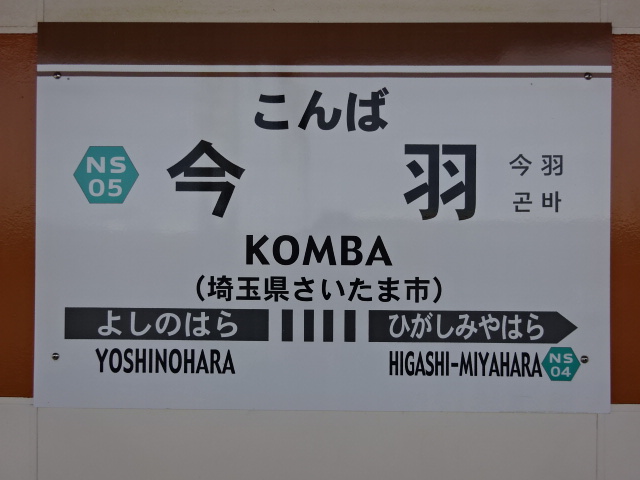 こんば
NS
05
今 羽
今羽
곤바
KOMBA
(埼玉県さいたま市)
よしのはら ひがしみやはら
YOSHINOHARA HIGASHI-MIYAHARA
NS
04